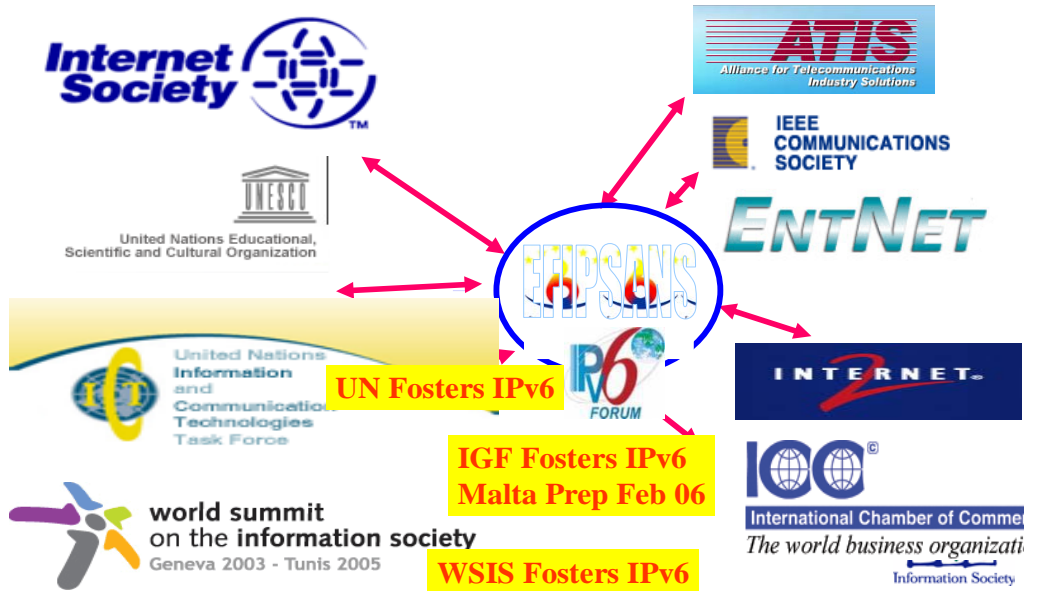 Internet
Society
TM
ATIS
Alliance for Telecommunications
Industry Solutions
IEEE
COMMUNICATIONS
SOCIETY
ENTNET
UNESCO
United Nations Educational,
Scientific and Cultural Organization
EFIPSANS
IPv6
FORUM
United Nations
Information
and
Communication
Technologies
Task Force
ICT
UN Fosters IPv6
INTERNET
2
IGF Fosters IPv6
Malta Prep Feb 06
ICC ©
International Chamber of Commer
The world business organizati
Information Society
world summit
on the information society
Geneva 2003 - Tunis 2005
WSIS Fosters IPv6